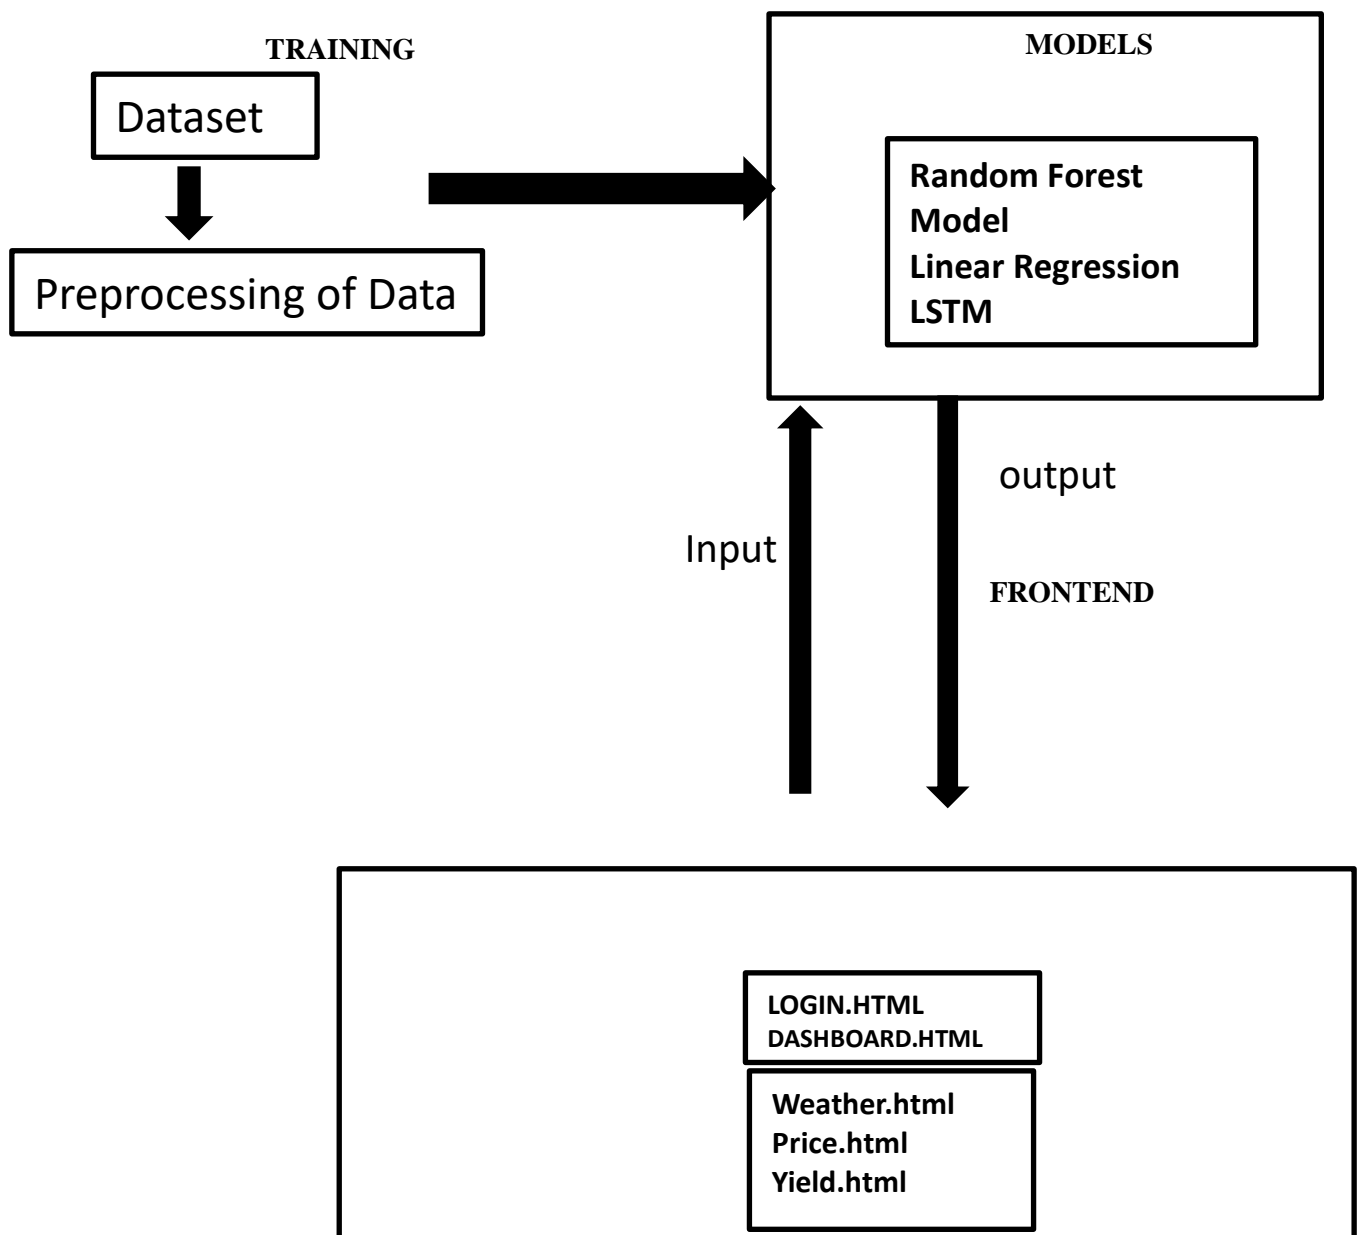 TRAINING
Dataset
Preprocessing of Data
MODELS
Random Forest
Model
Linear Regression
LSTM
output
Input
FRONTEND
LOGIN.HTML
DASHBOARD.HTML
Weather.html
Price.html
Yield.html